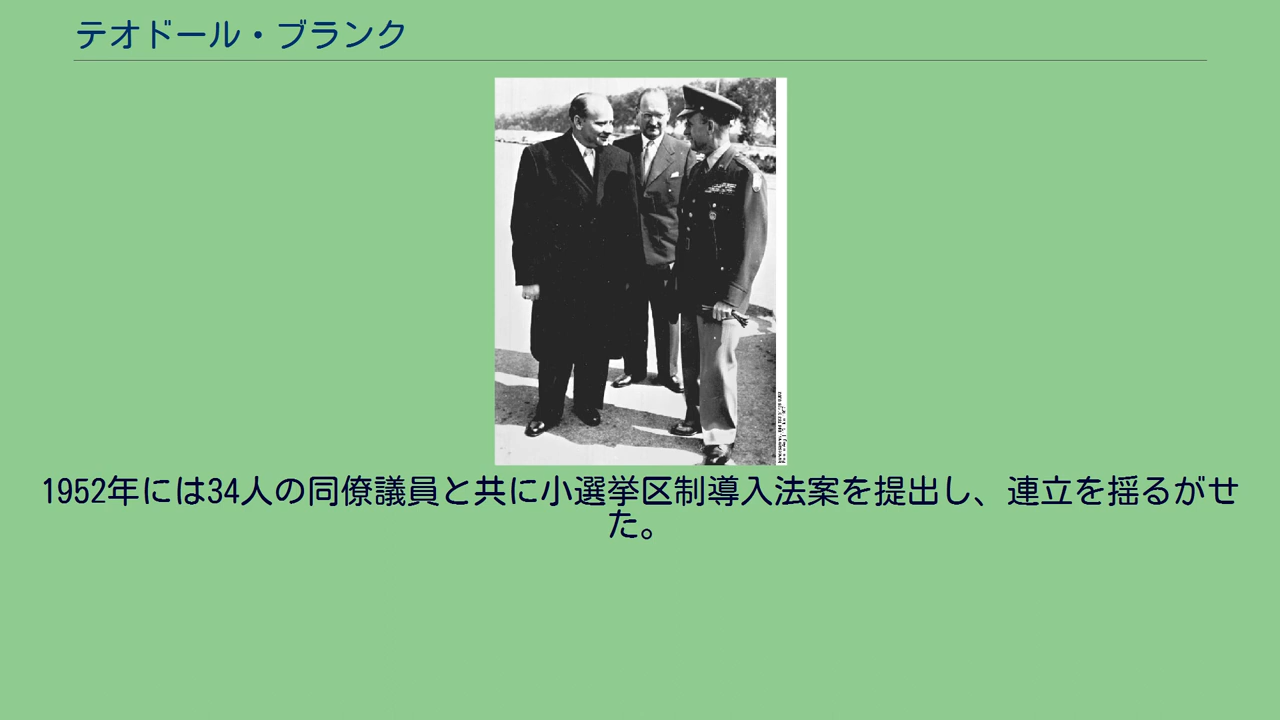 テオドール・ブランク
1952年には34人の同僚議員と共に小選挙区制導入法案を提出し、連立を揺るがせ
た。